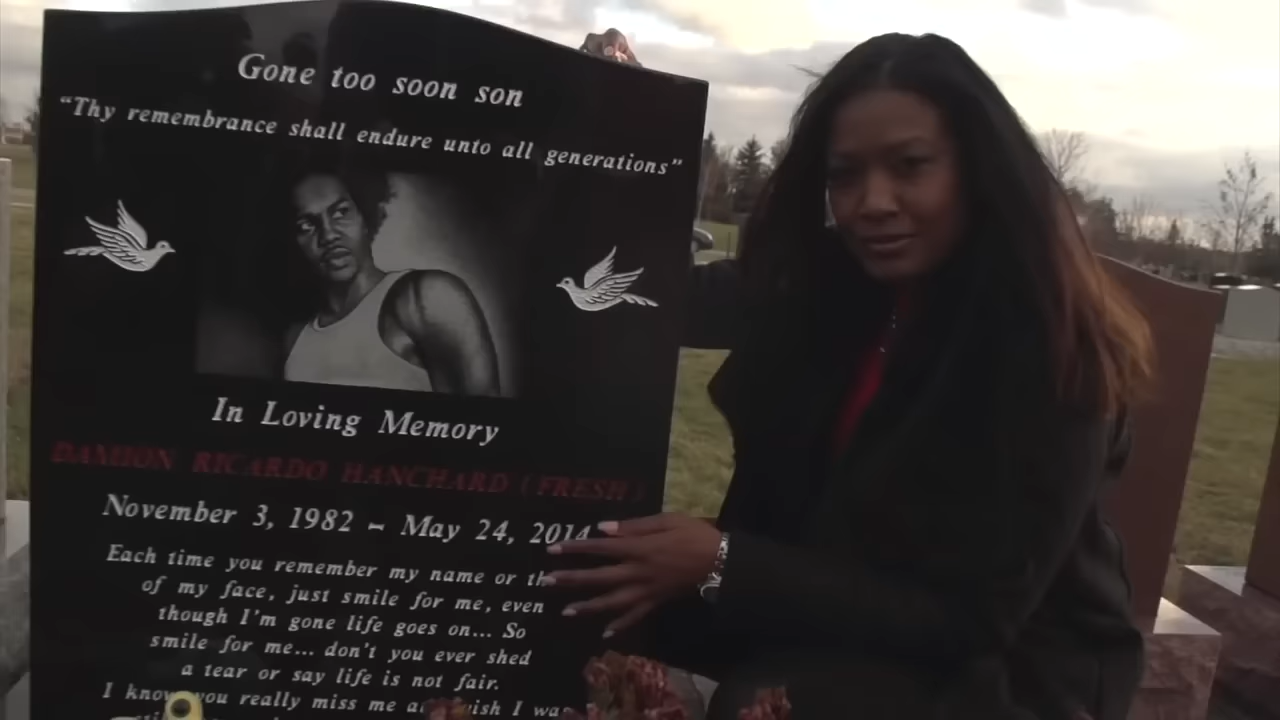 Gone too soon son
"Thy remembrance shall endure unto all generations"
In Loving Memory
DAMION RICARDO HANCHARD (FRESH)
November 3, 1982 - May 24, 2014
Each time you remember my name or
of my face, just smile for me, even
though I'm gone life goes on... So
smile for me... don't you ever shed
a tear or say life is not fair.
I know you really miss me wish I was